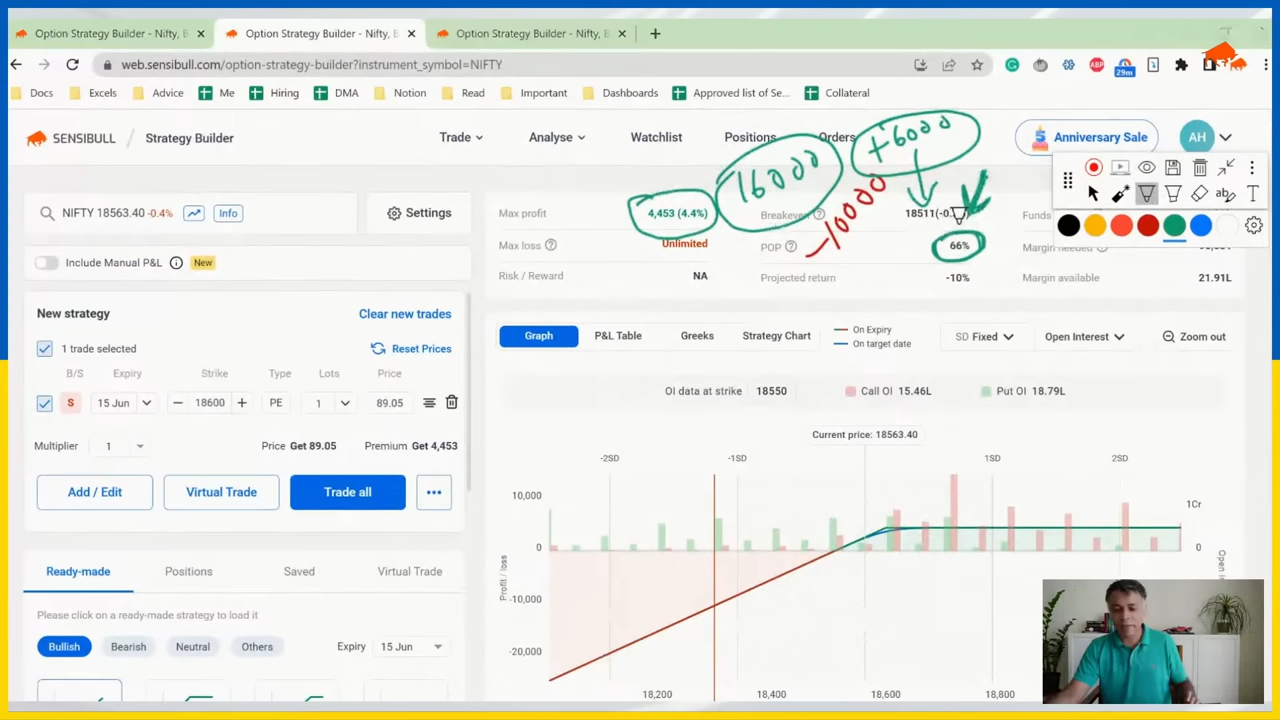 Option Strategy Builder - Nifty, B
Option Strategy Builder - Nifty, B
Option Strategy Builder - Nifty, B
web.sensibull.com/option-strategy-builder?instrument_symbol=NIFTY
29m
Docs
Excels
Advice
Me
Hiring
DMA
Notion
Read
Important
Dashboards
Approved list of Se...
Collateral
SENSIBULL
Strategy Builder
Trade
Analyse
Watchlist
Positions
Orders
5
Anniversary Sale
AH
16000
+6000
-10000
NIFTY 18563.40 -0.4%
Info
Settings
Include Manual P&L
New
Max profit
4,453 (4.4%)
Max loss
Unlimited
Risk / Reward
NA
Breakeven
18511(-0.
POP
66%
Projected return
-10%
Funds
Margin needed
Margin available
21.91L
New strategy
Clear new trades
1 trade selected
Reset Prices
B/S
Expiry
Strike
Type
Lots
Price
S
15 Jun
18600
PE
1
89.05
Multiplier
1
Price Get 89.05
Premium Get 4,453
Add / Edit
Virtual Trade
Trade all
Ready-made
Positions
Saved
Virtual Trade
Please click on a ready-made strategy to load it
Bullish
Bearish
Neutral
Others
Expiry
15 Jun
Graph
P&L Table
Greeks
Strategy Chart
On Expiry
On target date
SD Fixed
Open Interest
Zoom out
OI data at strike 18550
Call OI 15.46L
Put OI 18.79L
Current price: 18563.40
-2SD
-1SD
1SD
2SD
10,000
0
-10,000
-20,000
Profit / loss
1Cr
0
18,200
18,400
18,600
18,800